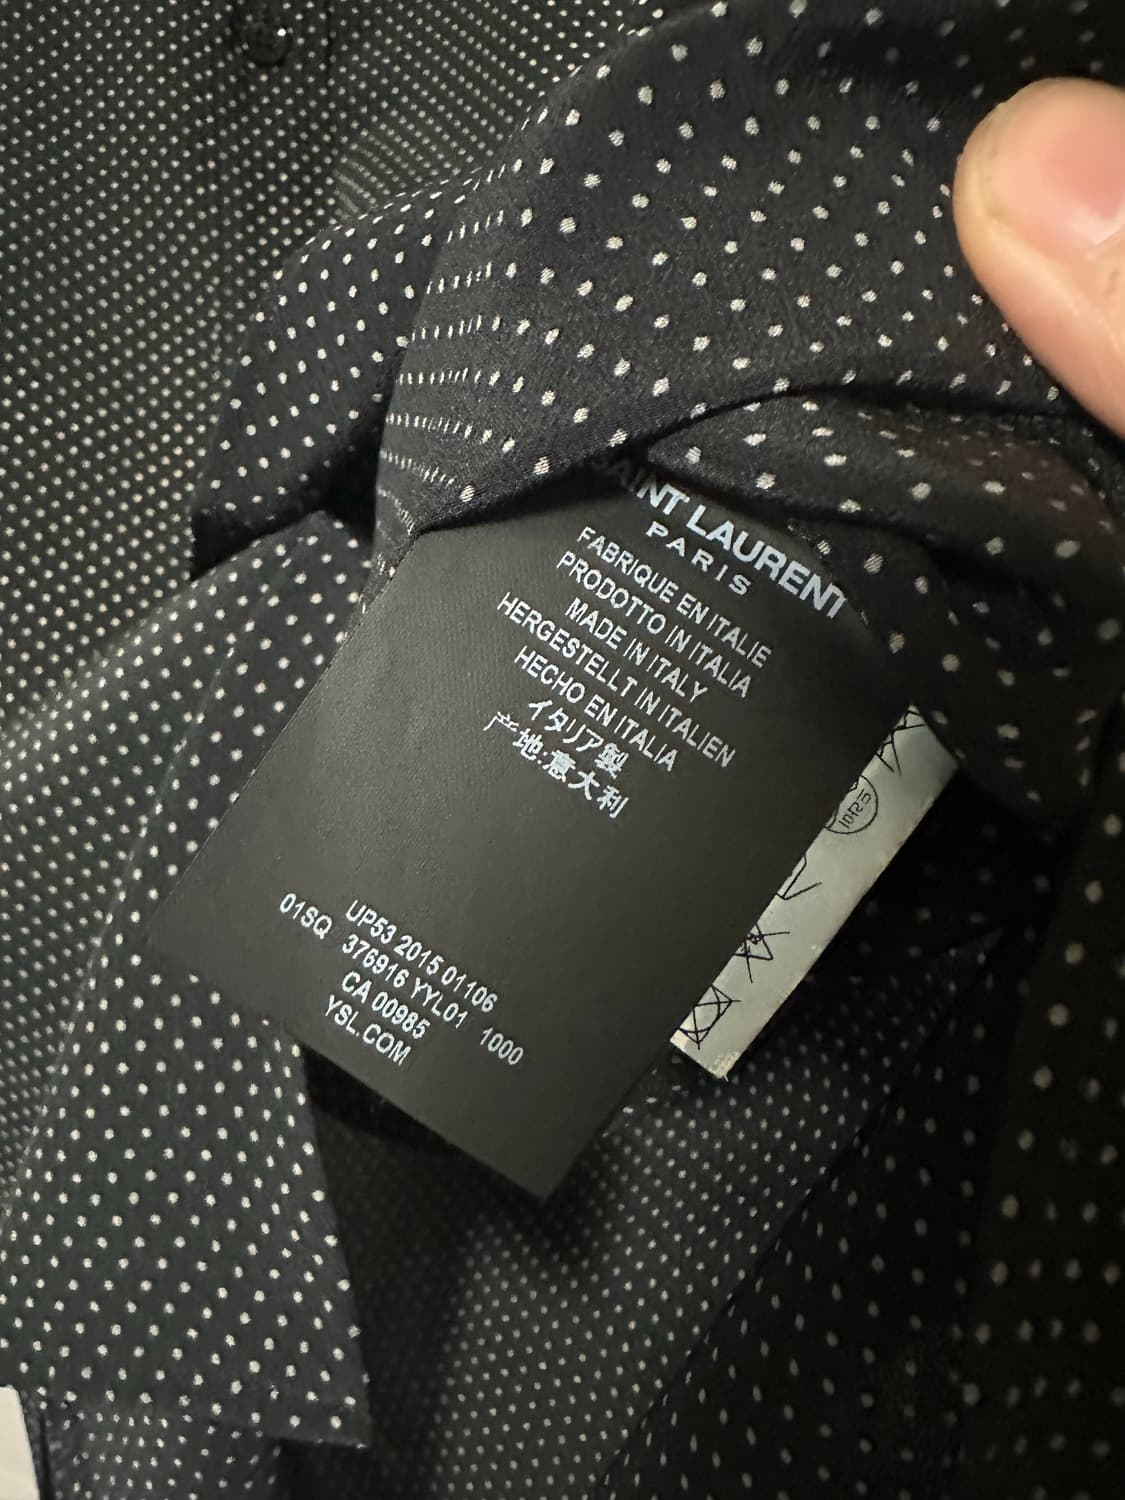 SAINT LAURENT
PARIS
FABRIQUE EN ITALIE
PRODOTTO IN ITALIA
MADE IN ITALY
HERGESTELLT IN ITALIEN
HECHO EN ITALIA
イタリア製
产地:意大利
UP53 2015 01106
01SQ 376916 YYL01 1000
CA 00985
YSL.COM